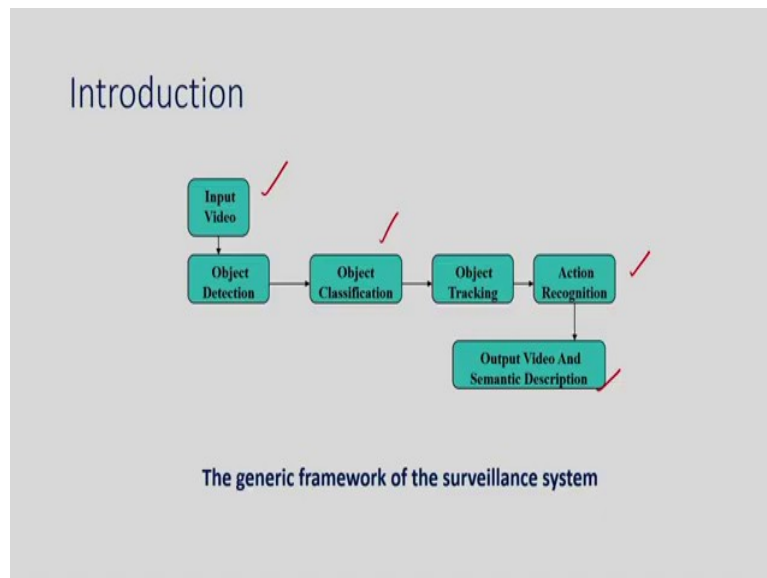 Introduction
Input
Video
Object
Detection
Object
Classification
Object
Tracking
Action
Recognition
Output Video And
Semantic Description
The generic framework of the surveillance system